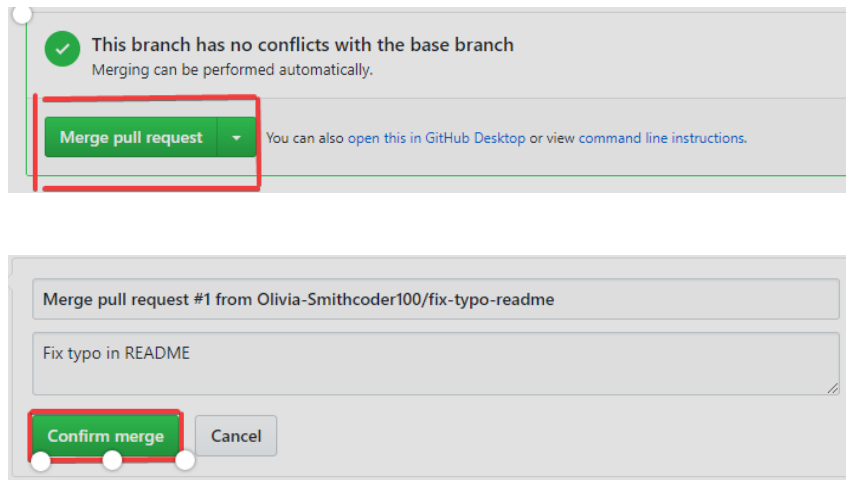 This branch has no conflicts with the base branch
Merging can be performed automatically.
Merge pull request You can also open this in GitHub Desktop or view command line instructions.
Merge pull request #1 from Olivia-Smithcoder100/fix-typo-readme
Fix typo in README
Confirm merge Cancel